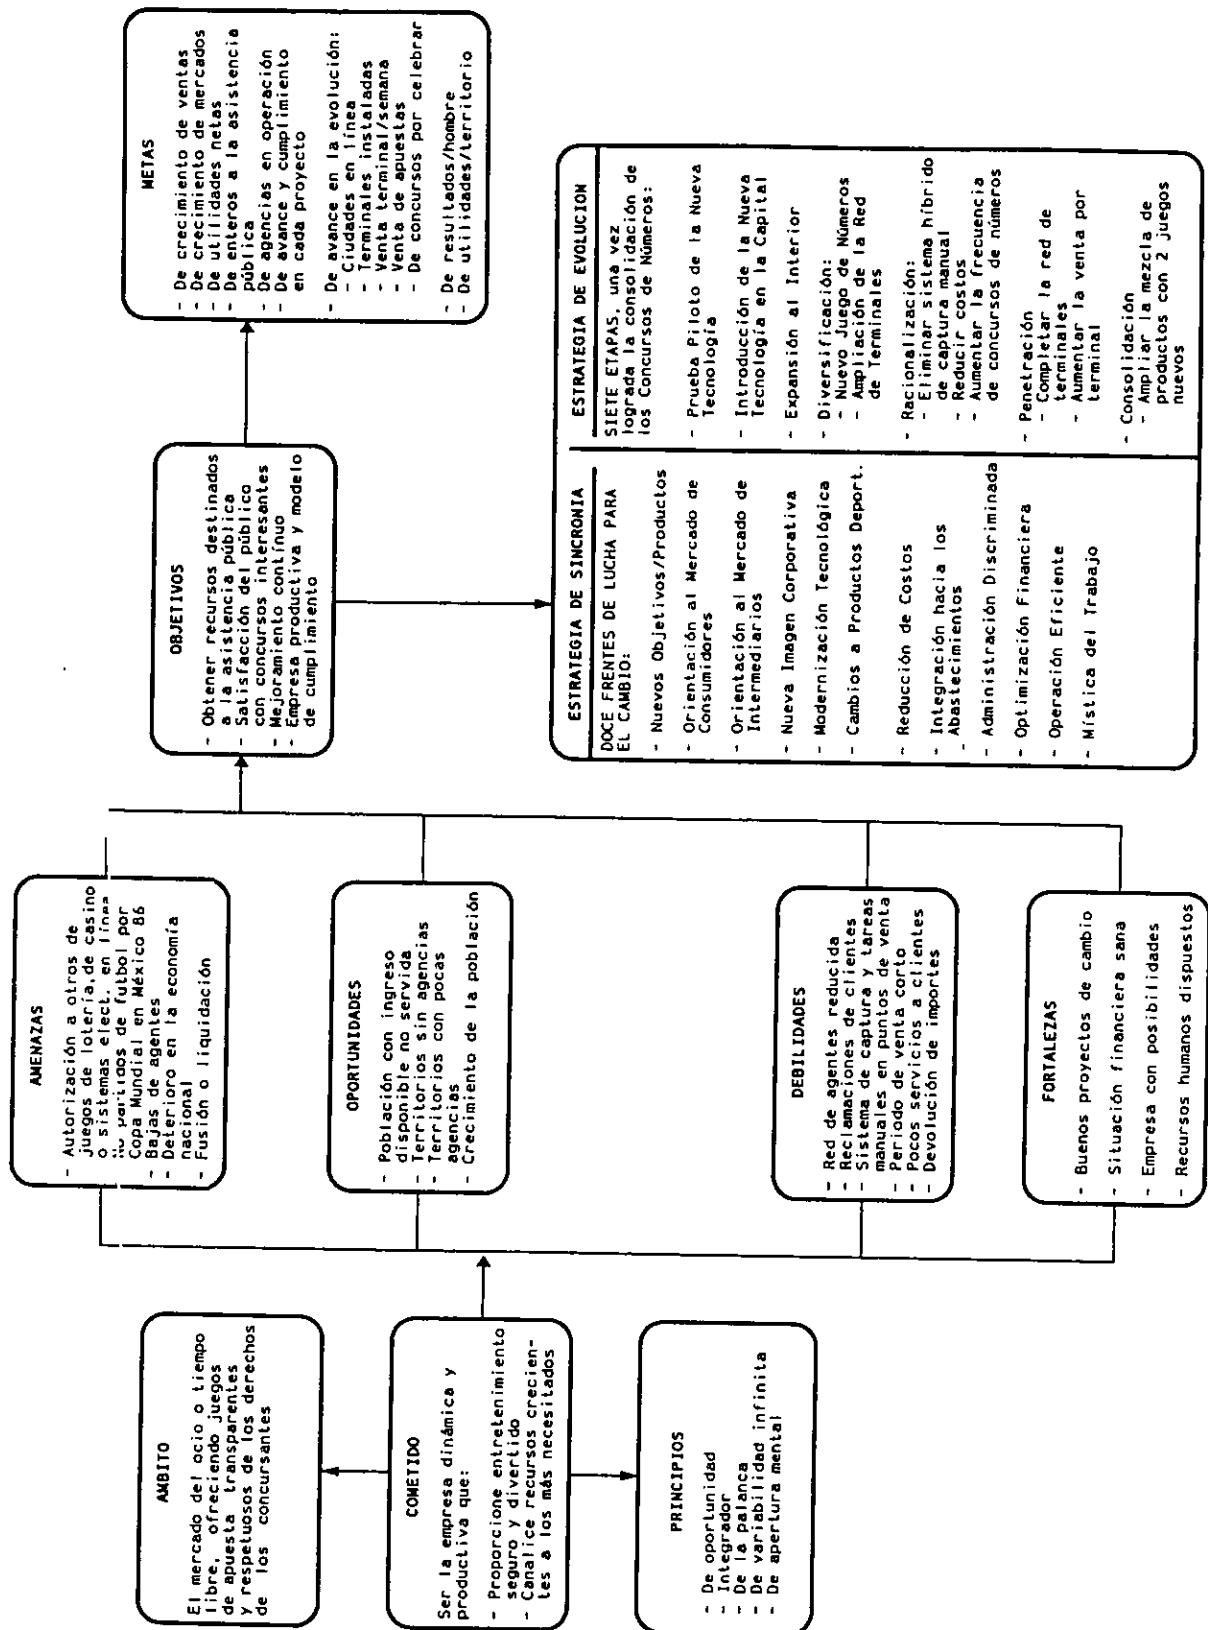 AMBITO
El mercado del ocio o tiempo
libre, ofreciendo juegos
de apuesta transparentes
y respetuosos de los derechos
de los concursantes
COMETIDO
Ser la empresa dinámica y
productiva que:
- Proporcione entretenimiento
seguro y divertido
- Canalice recursos crecien-
tes a los más necesitados
PRINCIPIOS
- De oportunidad
- Integrador
- De la palanca
- De variabilidad infinita
- De apertura mental
AMENAZAS
- Autorización a otros de
juegos de lotería,de casino
o sistemas elect. en línea
No partidos de futbol por
Copa Mundial en México 86
- Bajas de agentes
- Deterioro en la economía
nacional
- Fusión o liquidación
OPORTUNIDADES
- Población con ingreso
disponible no servida
- Territorios sin agencias
- Territorios con pocas
agencias
- Crecimiento de la población
DEBILIDADES
- Red de agentes reducida
- Reclamaciones de clientes
- Sistema de captura y tareas
manuales en puntos de venta
- Periodo de venta corto
- Pocos servicios a clientes
- Devolución de importes
FORTALEZAS
- Buenos proyectos de cambio
- Situación financiera sana
- Empresa con posibilidades
- Recursos humanos dispuestos
OBJETIVOS
- Obtener recursos destinados
a la asistencia pública
- Satisfacción del público
con concursos interesantes
- Mejoramiento contínuo
- Empresa productiva y modelo
de cumplimiento
METAS
- De crecimiento de ventas
- De crecimiento de mercados
- De utilidades netas
- De enteros a la asistencia
pública
- De agencias en operación
- De avance y cumplimiento
en cada proyecto
- De avance en la evolución:
- Ciudades en línea
- Terminales instaladas
- Venta terminal/semana
- Venta de apuestas
- De concursos por celebrar
- De resultados/hombre
- De utilidades/territorio
ESTRATEGIA DE SINCRONIA
DOCE FRENTES DE LUCHA PARA
EL CAMBIO:
- Nuevos Objetivos/Productos
- Orientación al Mercado de
Consumidores
- Orientación al Mercado de
Intermediarios
- Nueva Imagen Corporativa
- Modernización Tecnológica
- Cambios a Productos Deport.
- Reducción de Costos
- Integración hacia los
Abastecimientos
- Administración Discriminada
- Optimización Financiera
- Operación Eficiente
- Mística del Trabajo
ESTRATEGIA DE EVOLUCION
SIETE ETAPAS, una vez
lograda la consolidación de
los Concursos de Números:
- Prueba Piloto de la Nueva
Tecnología
- Introducción de la Nueva
Tecnología en la Capital
- Expansión al Interior
- Diversificación:
- Nuevo Juego de Números
- Ampliación de la Red
de Terminales
- Racionalización:
- Eliminar sistema híbrido
de captura manual
- Reducir costos
- Aumentar la frecuencia
de concursos de números
- Penetración
- Completar la red de
terminales
- Aumentar la venta por
terminal
- Consolidación
- Ampliar la mezcla de
productos con 2 juegos
nuevos